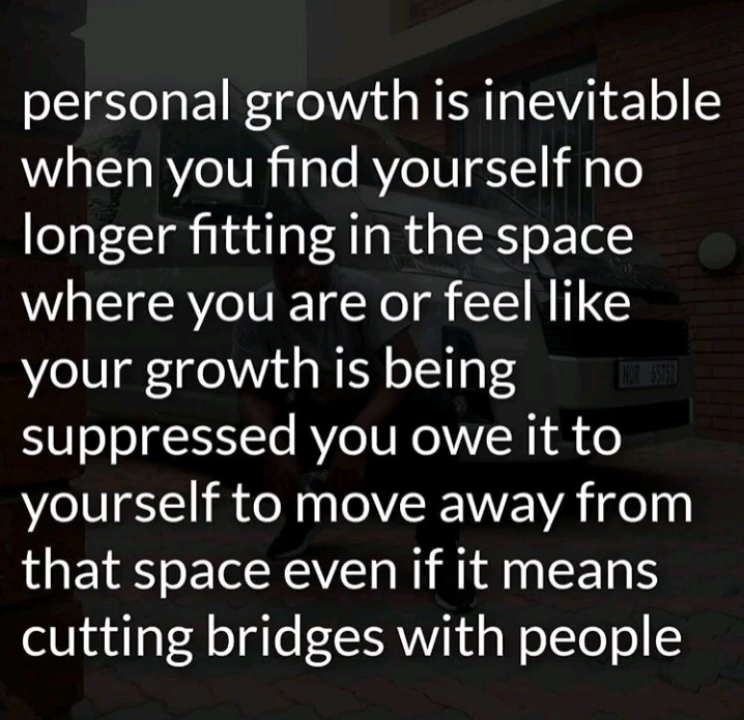 personal growth is inevitable
when you find yourself no
longer fitting in the space
where you are or feel like
your growth is being
suppressed you owe it to
yourself to move away from
that space even if it means
cutting bridges with people